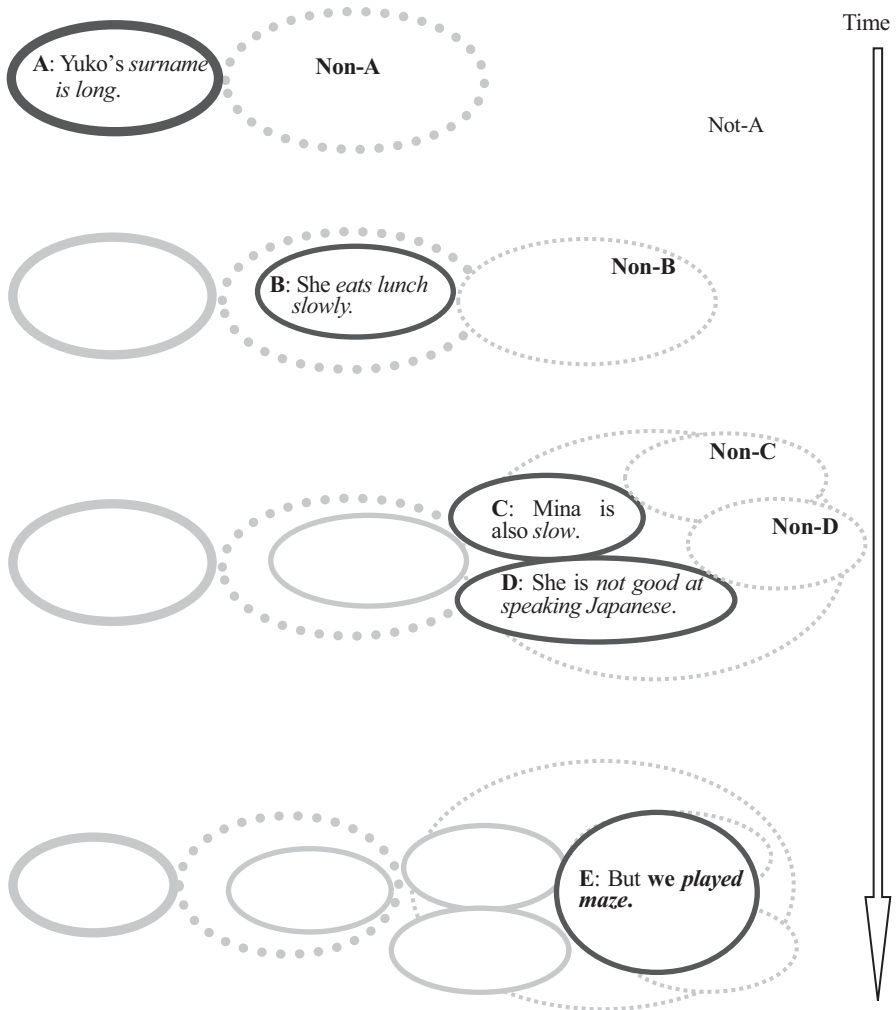 Time
A: Yuko's surname
is long.
Non-A
Not-A
B: She eats lunch
slowly.
Non-B
Non-C
C: Mina is
also slow.
Non-D
D: She is not good at
speaking Japanese.
E: But we played
maze.